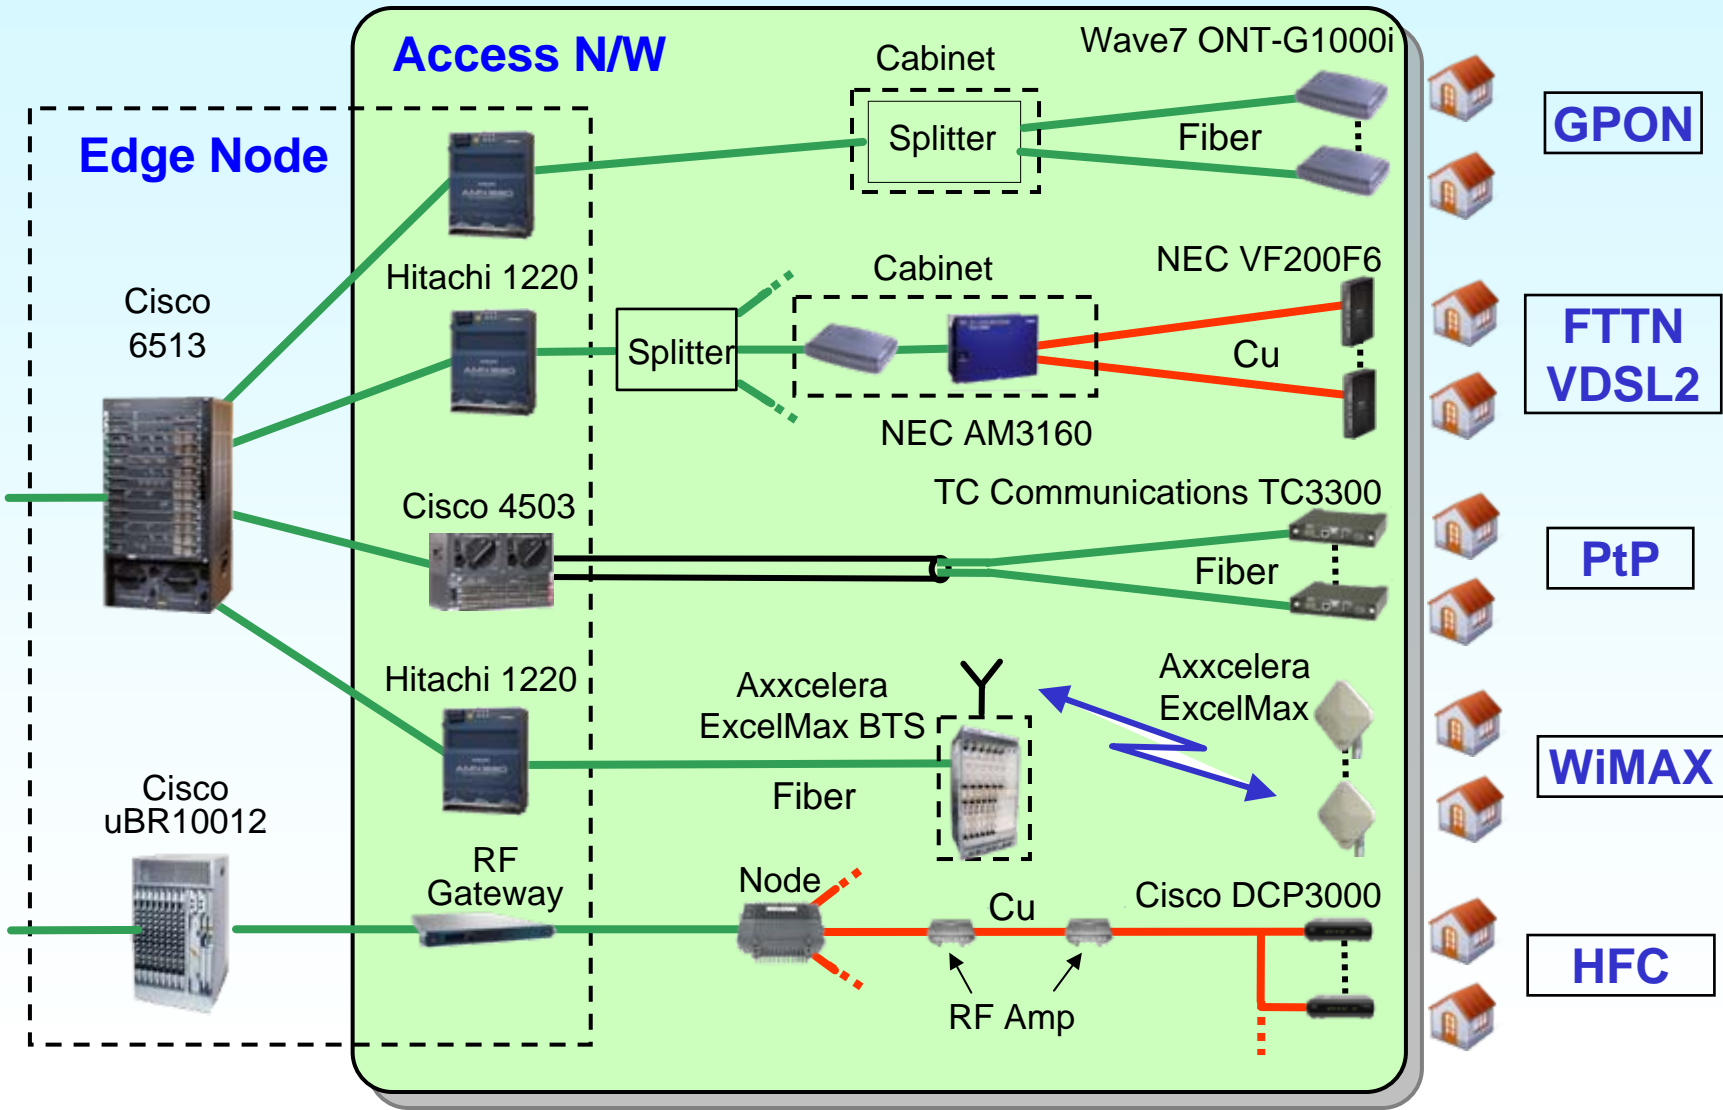 Access N/W
Edge Node
Cabinet
Wave7 ONT-G1000i
Splitter
Fiber
GPON
Hitachi 1220
Cisco
6513
Cabinet
NEC VF200F6
Splitter
Cu
NEC AM3160
FTTN
VDSL2
Cisco 4503
TC Communications TC3300
Fiber
PtP
Hitachi 1220
Axxcelera
ExcelMax BTS
Fiber
Axxcelera
ExcelMax
WiMAX
Cisco
uBR10012
RF
Gateway
Node
Cu
RF Amp
Cisco DCP3000
HFC